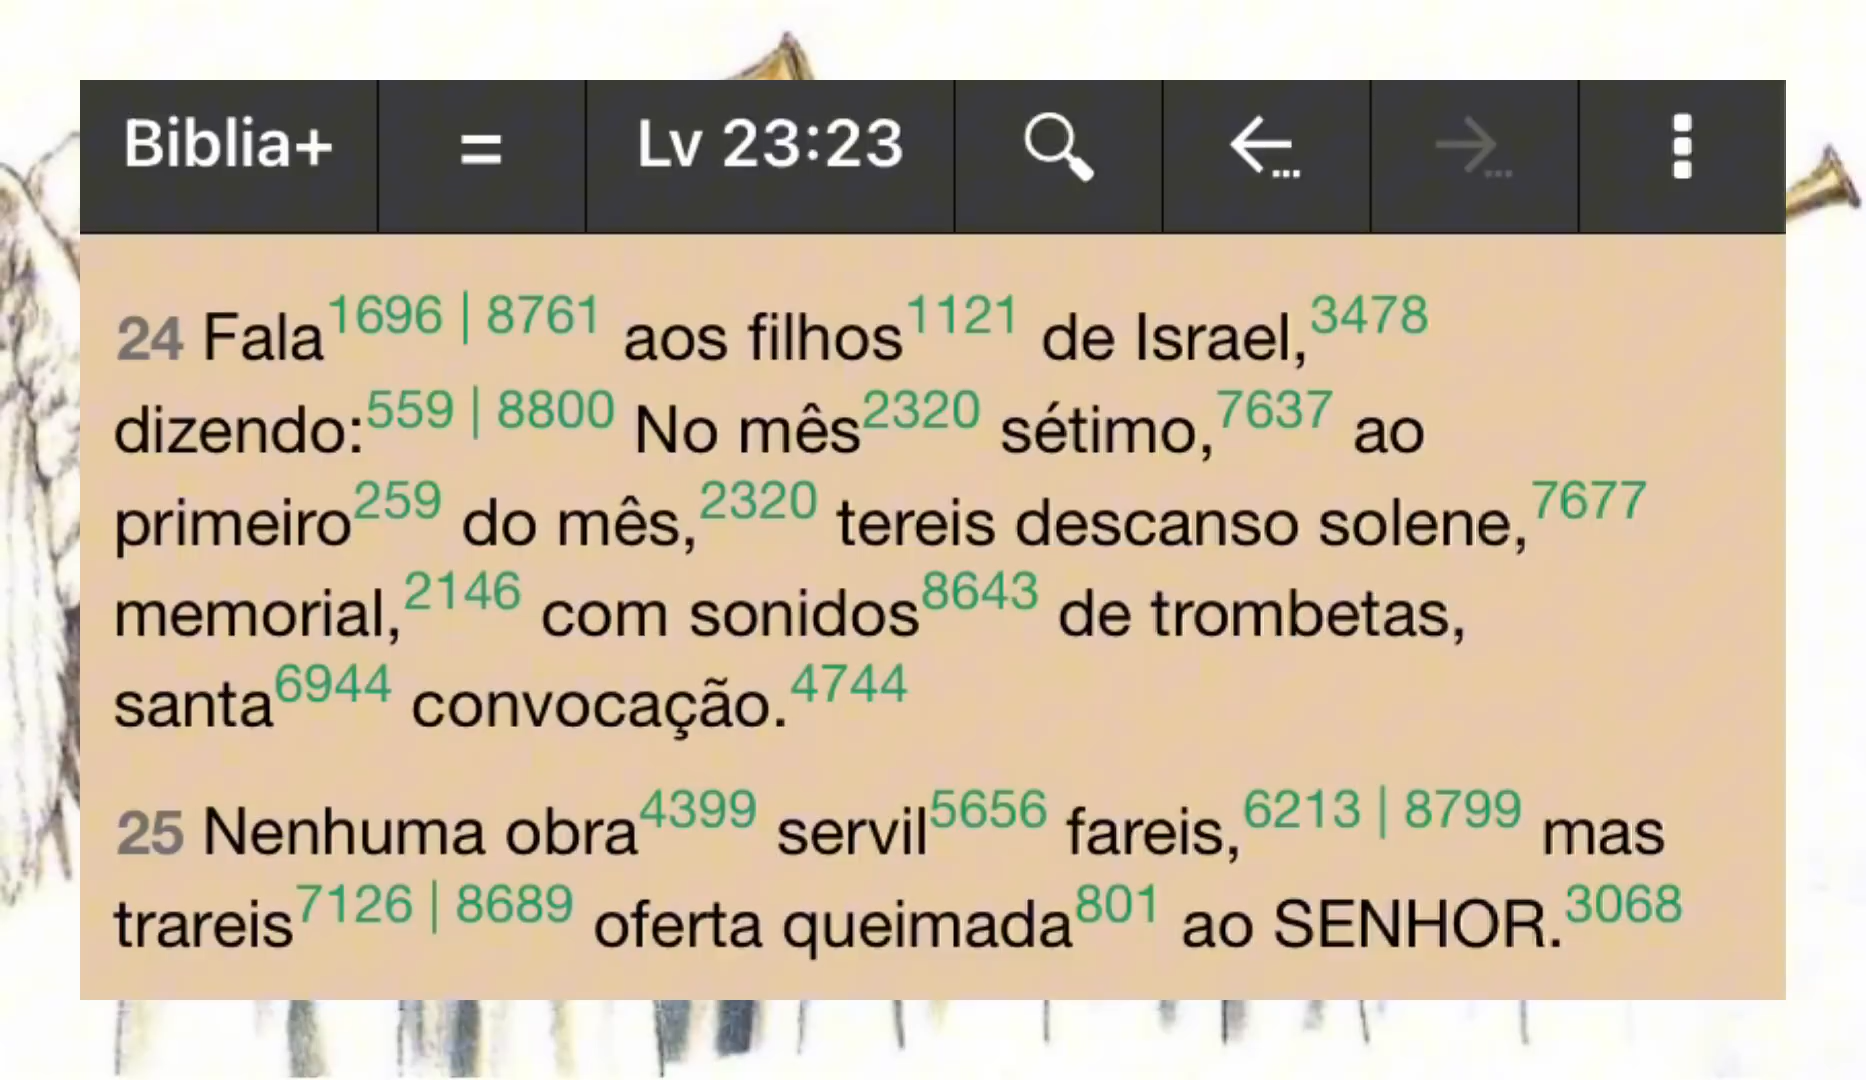 Biblia+ = Lv 23:23
24 Fala1696 | 8761 aos filhos1121 de Israel,3478
dizendo:559 | 8800 No mês2320 sétimo,7637 ao
primeiro259 do mês,2320 tereis descanso solene,7677
memorial,2146 com sonidos8643 de trombetas,
santa6944 convocação.4744
25 Nenhuma obra4399 servil5656 fareis,6213 | 8799 mas
trareis7126 | 8689 oferta queimada801 ao SENHOR.3068